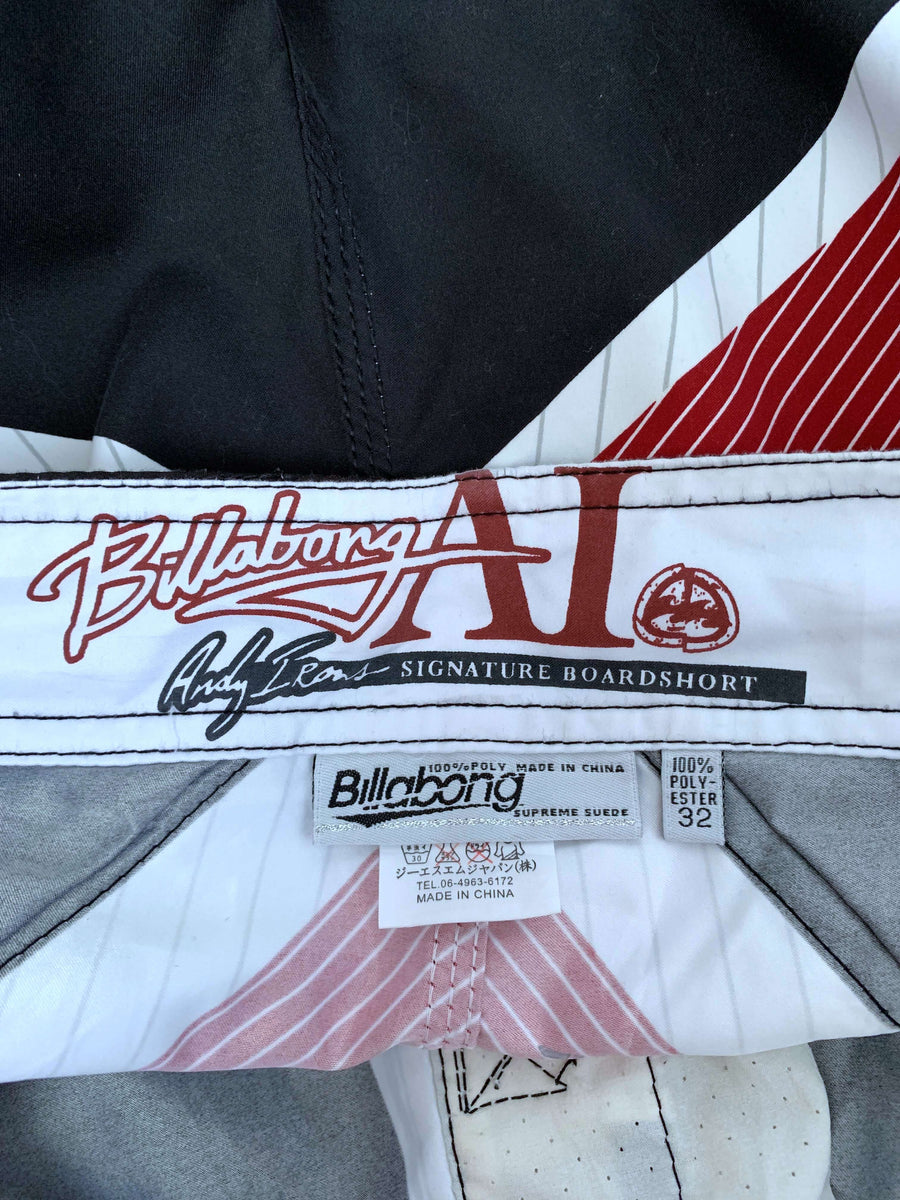 Billabong AI
Andy Irons SIGNATURE BOARDSHORT
100% POLY MADE IN CHINA
Billabong
SUPREME SUEDE
100%
POLY-
ESTER
32
30
ジーエスエムジャパン(株)
TEL.06-4963-6172
MADE IN CHINA